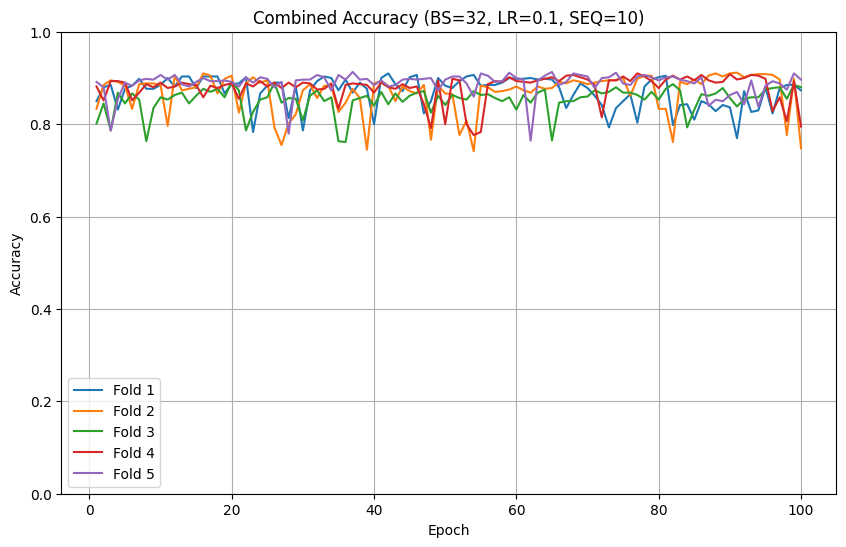 Combined Accuracy (BS=32, LR=0.1, SEQ=10)
1.0
0.8
0.6
0.4
0.2
0.0
Accuracy
Fold 1
Fold 2
Fold 3
Fold 4
Fold 5
0 20 40 60 80 100
Epoch